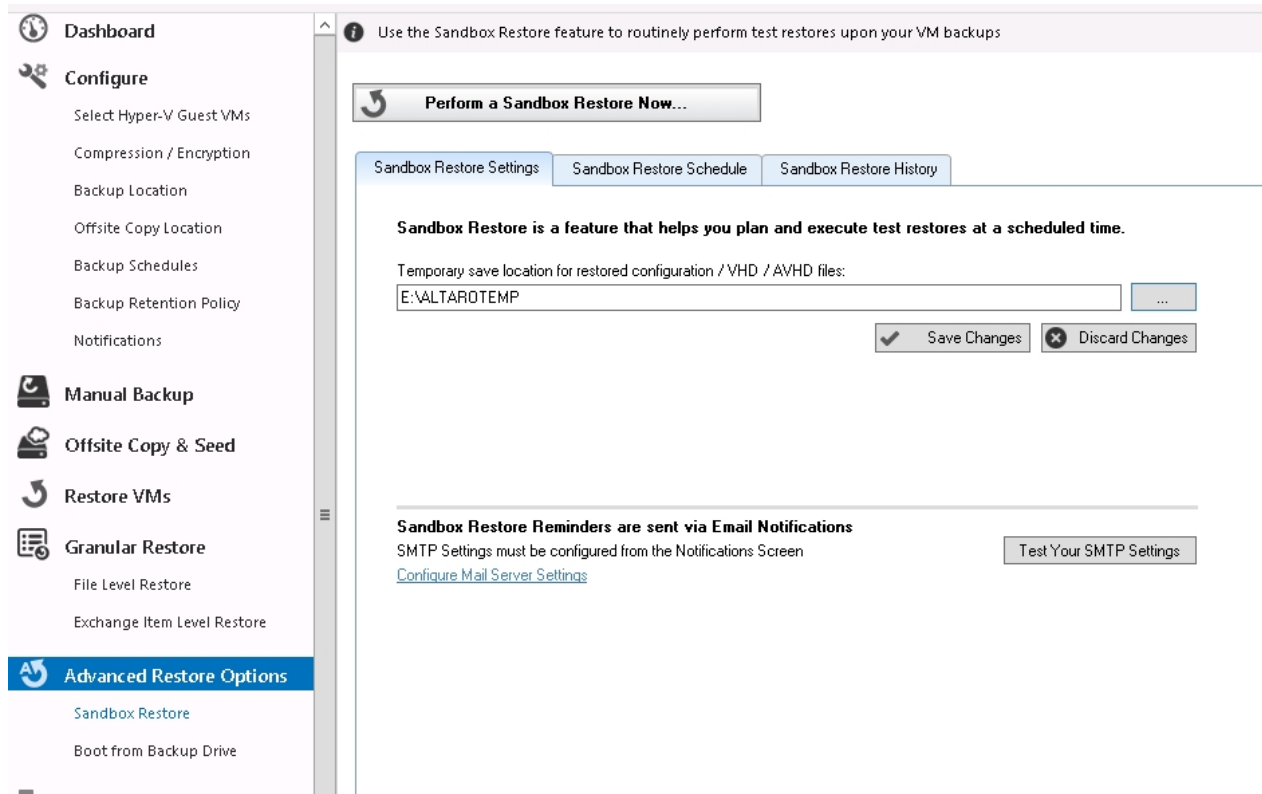 Dashboard
Configure
Select Hyper-V Guest VMs
Compression / Encryption
Backup Location
Offsite Copy Location
Backup Schedules
Backup Retention Policy
Notifications
Manual Backup
Offsite Copy & Seed
Restore VMs
Granular Restore
File Level Restore
Exchange Item Level Restore
Advanced Restore Options
Sandbox Restore
Boot from Backup Drive
Use the Sandbox Restore feature to routinely perform test restores upon your VM backups
Perform a Sandbox Restore Now...
Sandbox Restore Settings
Sandbox Restore Schedule
Sandbox Restore History
Sandbox Restore is a feature that helps you plan and execute test restores at a scheduled time.
Temporary save location for restored configuration / VHD / AVHD files:
E:\ALTAROTEMP
...
Save Changes
Discard Changes
Sandbox Restore Reminders are sent via Email Notifications
SMTP Settings must be configured from the Notifications Screen
Test Your SMTP Settings
Configure Mail Server Settings